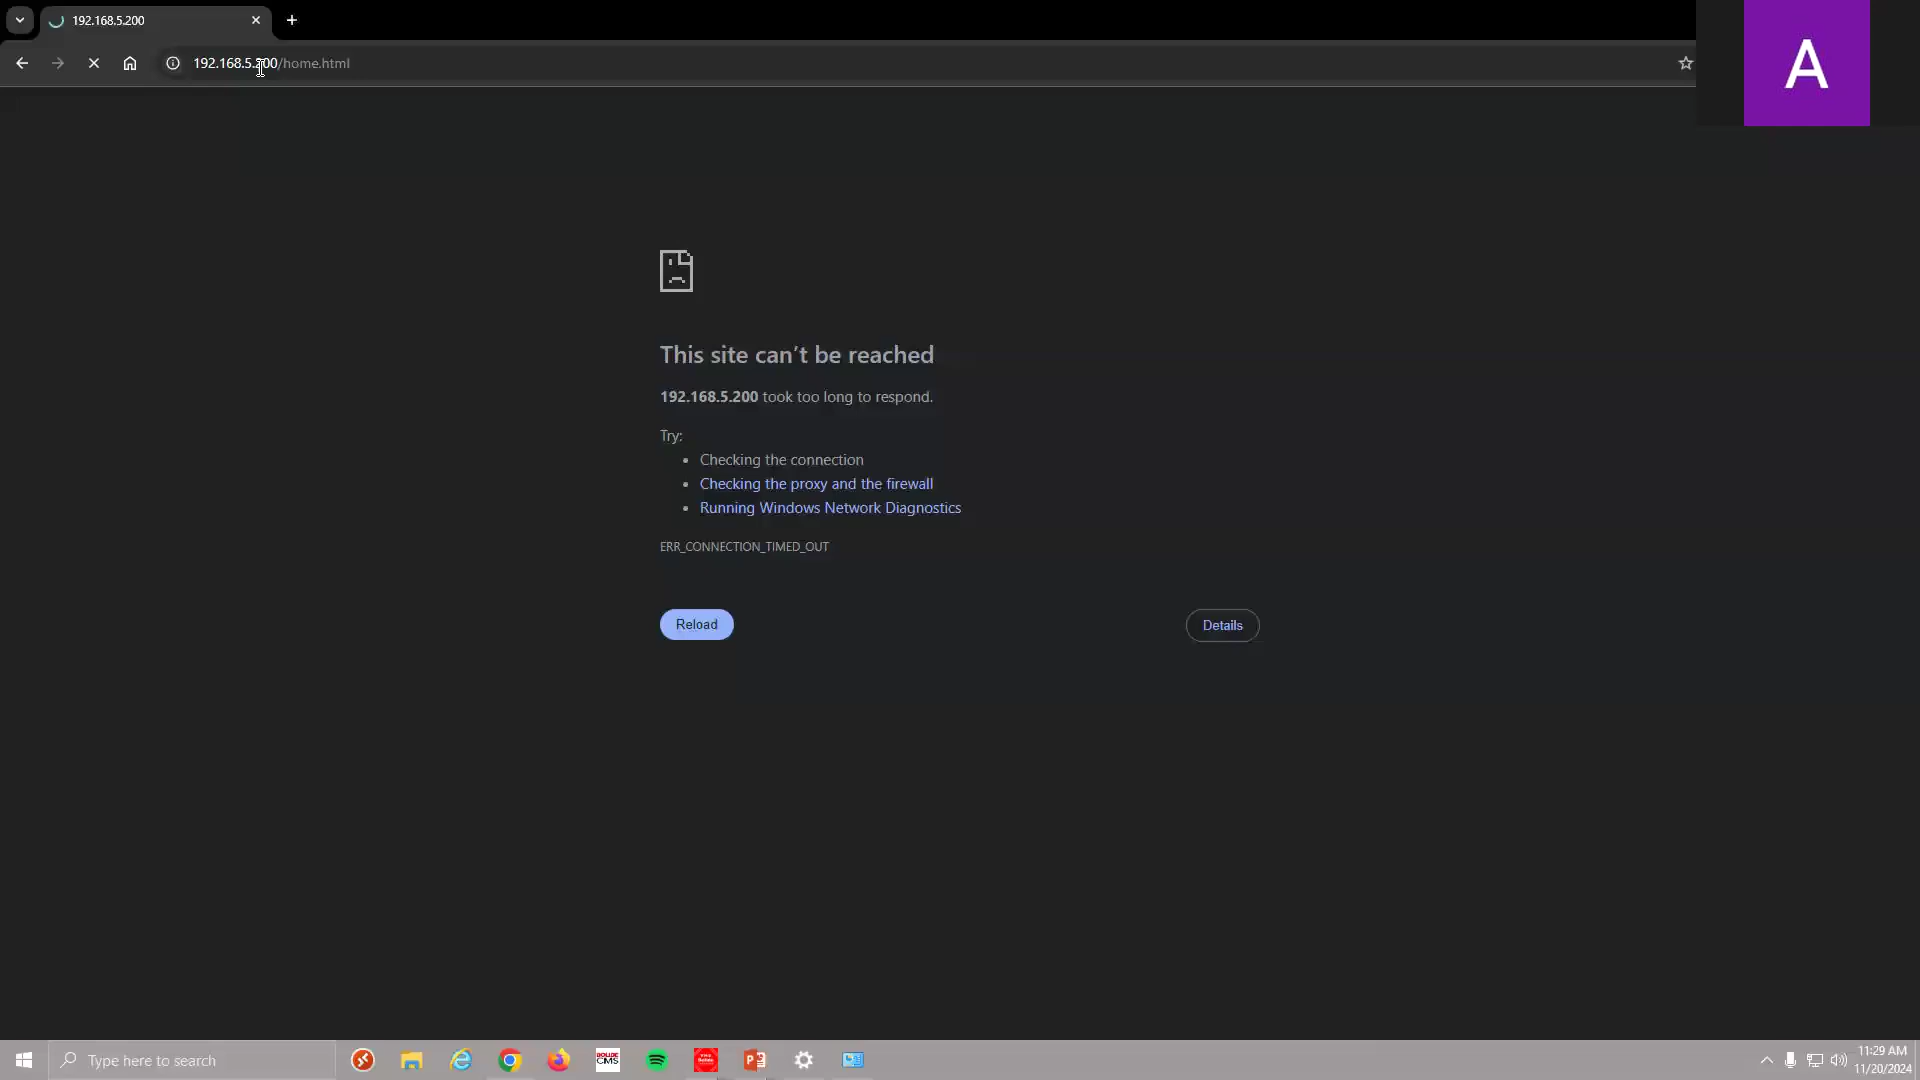 192.168.5.200
192.168.5.200/home.html
A
This site can’t be reached
192.168.5.200 took too long to respond.
Try:
Checking the connection
Checking the proxy and the firewall
Running Windows Network Diagnostics
ERR_CONNECTION_TIMED_OUT
Reload
Details
Type here to search
CMS
11:29 AM
11/20/2024